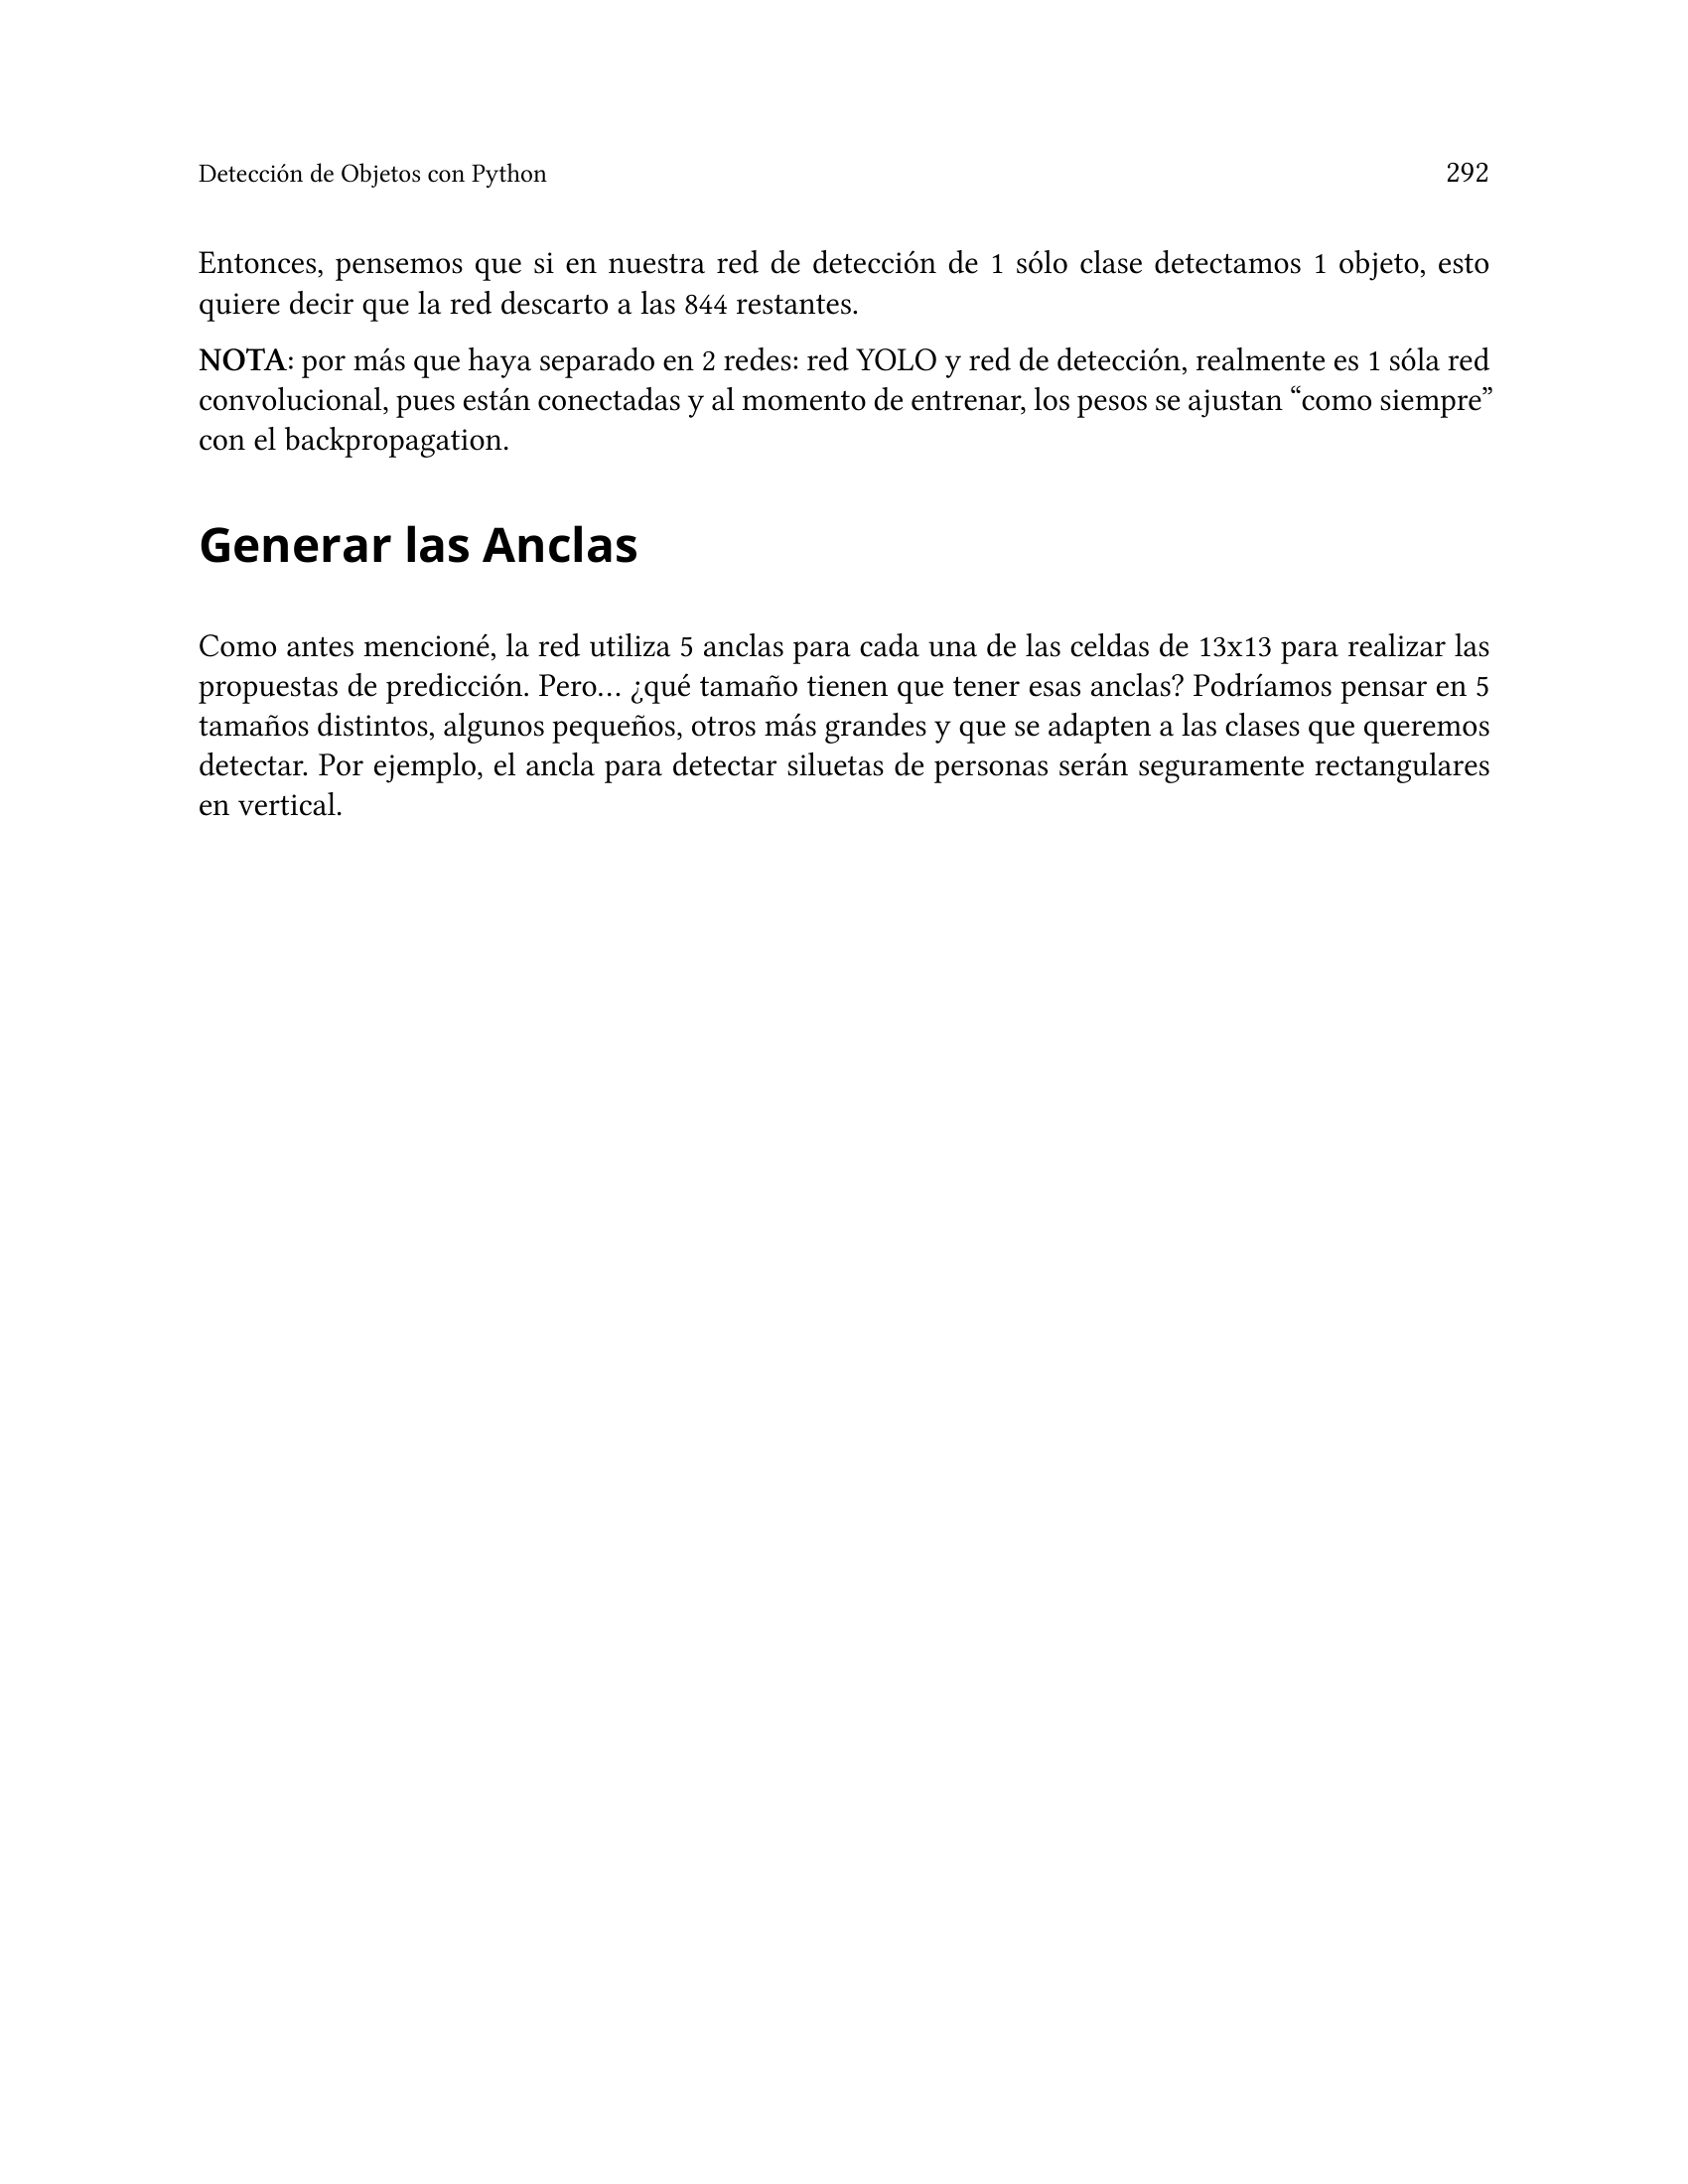 Detección de Objetos con Python 292
Entonces, pensemos que si en nuestra red de detección de 1 sólo clase detectamos 1 objeto, esto
quiere decir que la red descarto a las 844 restantes.
NOTA: por más que haya separado en 2 redes: red YOLO y red de detección, realmente es 1 sóla red
convolucional, pues están conectadas y al momento de entrenar, los pesos se ajustan “como siempre”
con el backpropagation.
Generar las Anclas
Como antes mencioné, la red utiliza 5 anclas para cada una de las celdas de 13x13 para realizar las
propuestas de predicción. Pero… ¿qué tamaño tienen que tener esas anclas? Podríamos pensar en 5
tamaños distintos, algunos pequeños, otros más grandes y que se adapten a las clases que queremos
detectar. Por ejemplo, el ancla para detectar siluetas de personas serán seguramente rectangulares
en vertical.